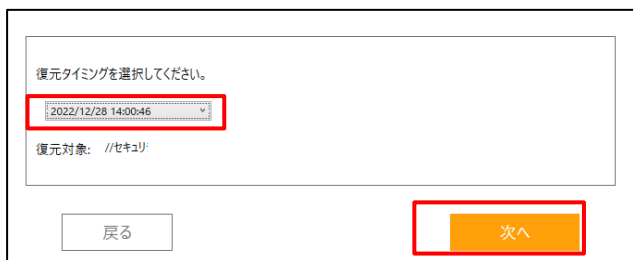 復元タイミングを選択してください。
2022/12/28 14:00:46
復元対象: //セキュリ
戻る
次へ